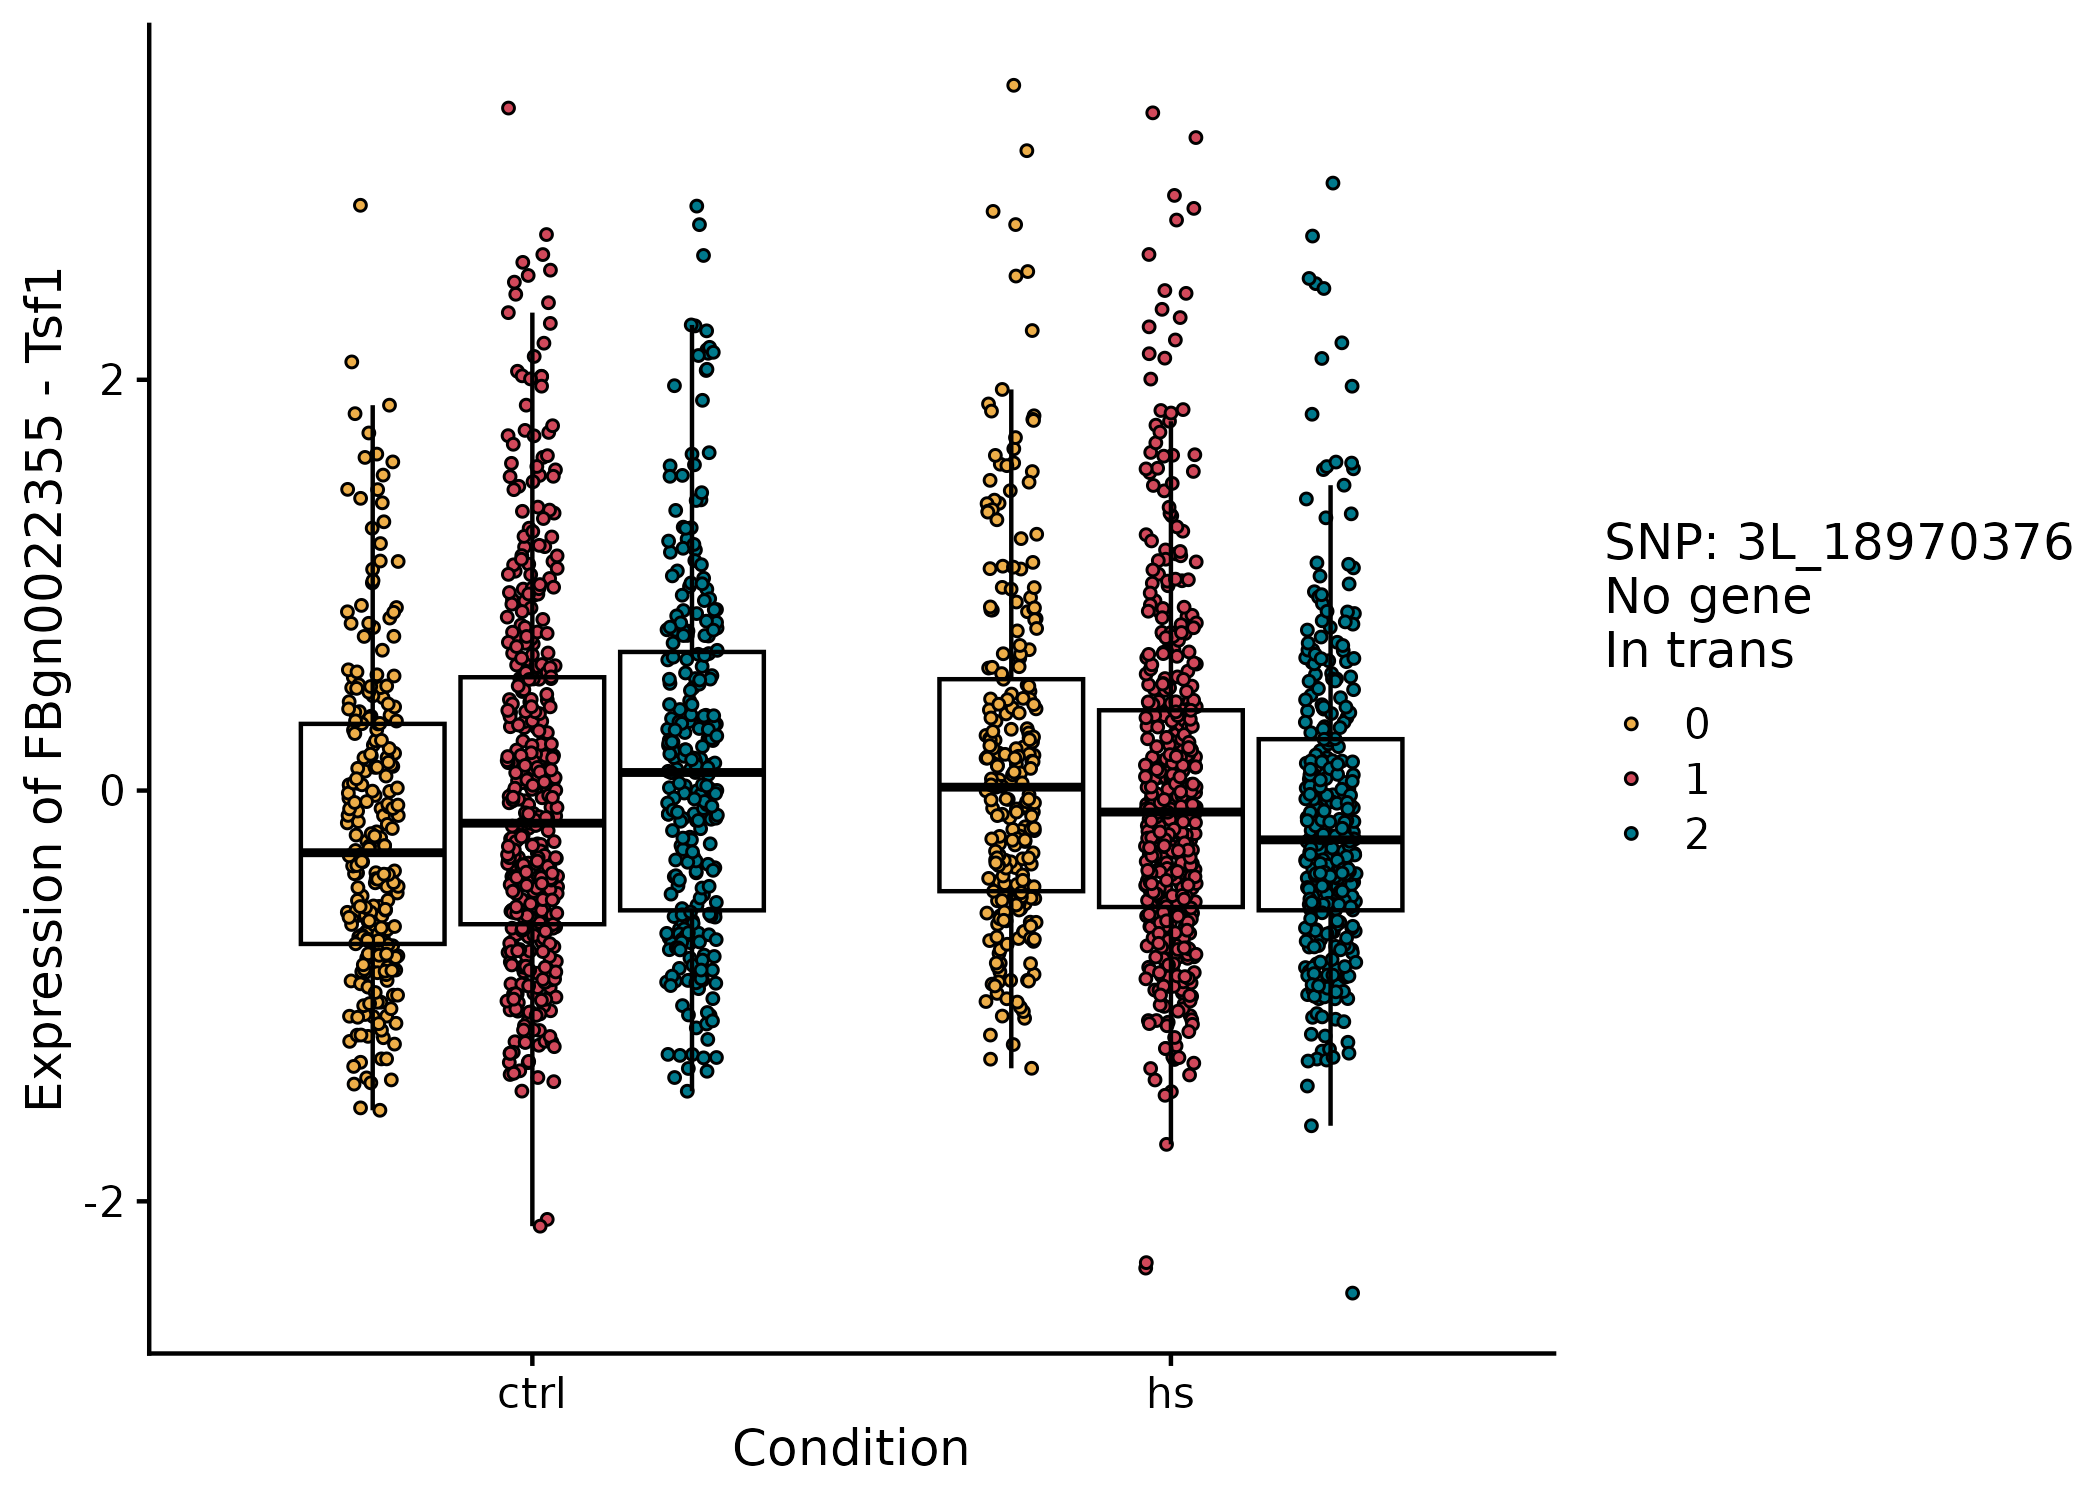 Expression of FBgn0022355 - Tsf1
2
0
-2
ctrl
hs
Condition
SNP: 3L_18970376
No gene
In trans
0
1
2